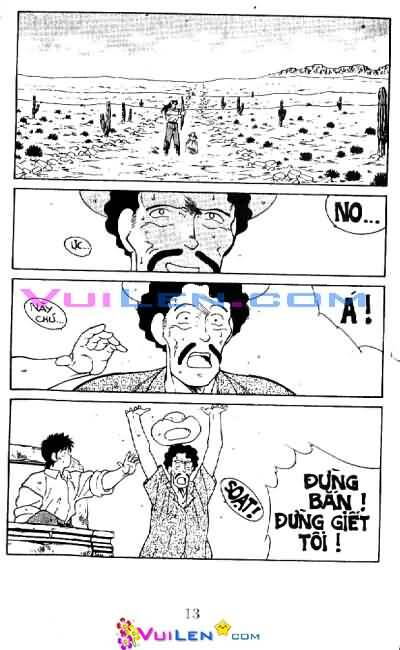 NO...
ỰC...
VUILEN.COM
NÀY
CHÚ...
Á!
SOẠT!
ĐỪNG
BẮN!
ĐỪNG GIẾT
TÔI!
13
VUILEN
.com